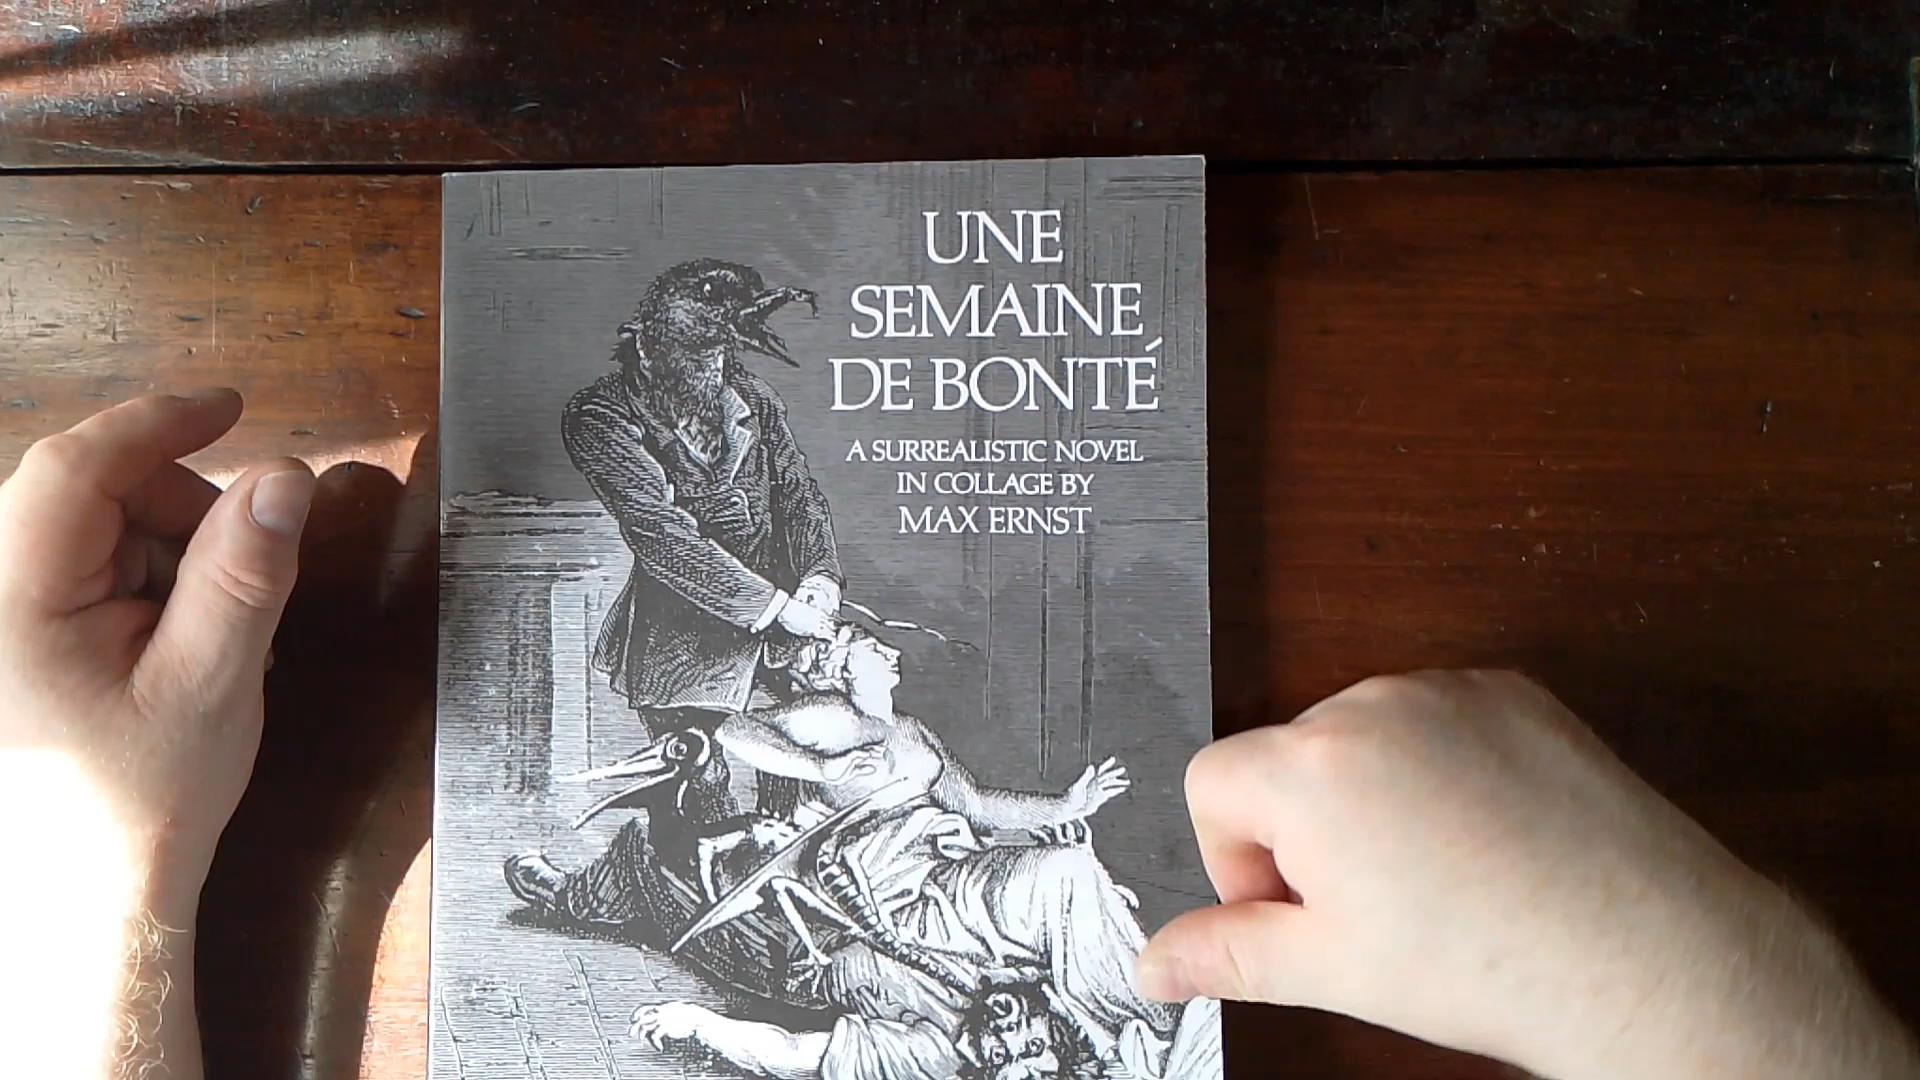 UNE
SEMAINE
DE BONTÉ
A SURREALISTIC NOVEL
IN COLLAGE BY
MAX ERNST